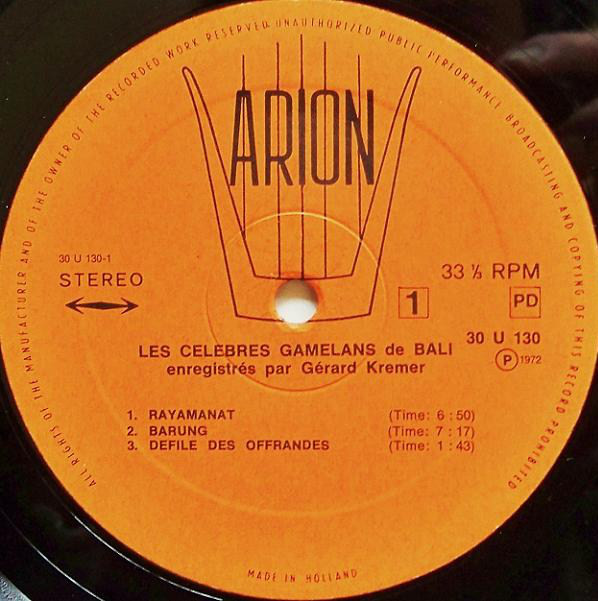 ALL RIGHTS OF THE MANUFACTURER AND OF THE OWNER OF THE RECORDED WORK RESERVED UNAUTHORIZED PUBLIC PERFORMANCE BROADCASTING AND COPYING OF THIS RECORD PROHIBITED
ARION
30 U 130-1
STEREO
33 ⅓ RPM
1
PD
30 U 130
Ⓟ 1972
LES CELEBRES GAMELANS de BALI
enregistrés par Gérard Kremer
1. RAYAMANAT (Time: 6 : 50)
2. BARUNG (Time: 7 : 17)
3. DEFILE DES OFFRANDES (Time: 1 : 43)
MADE IN HOLLAND